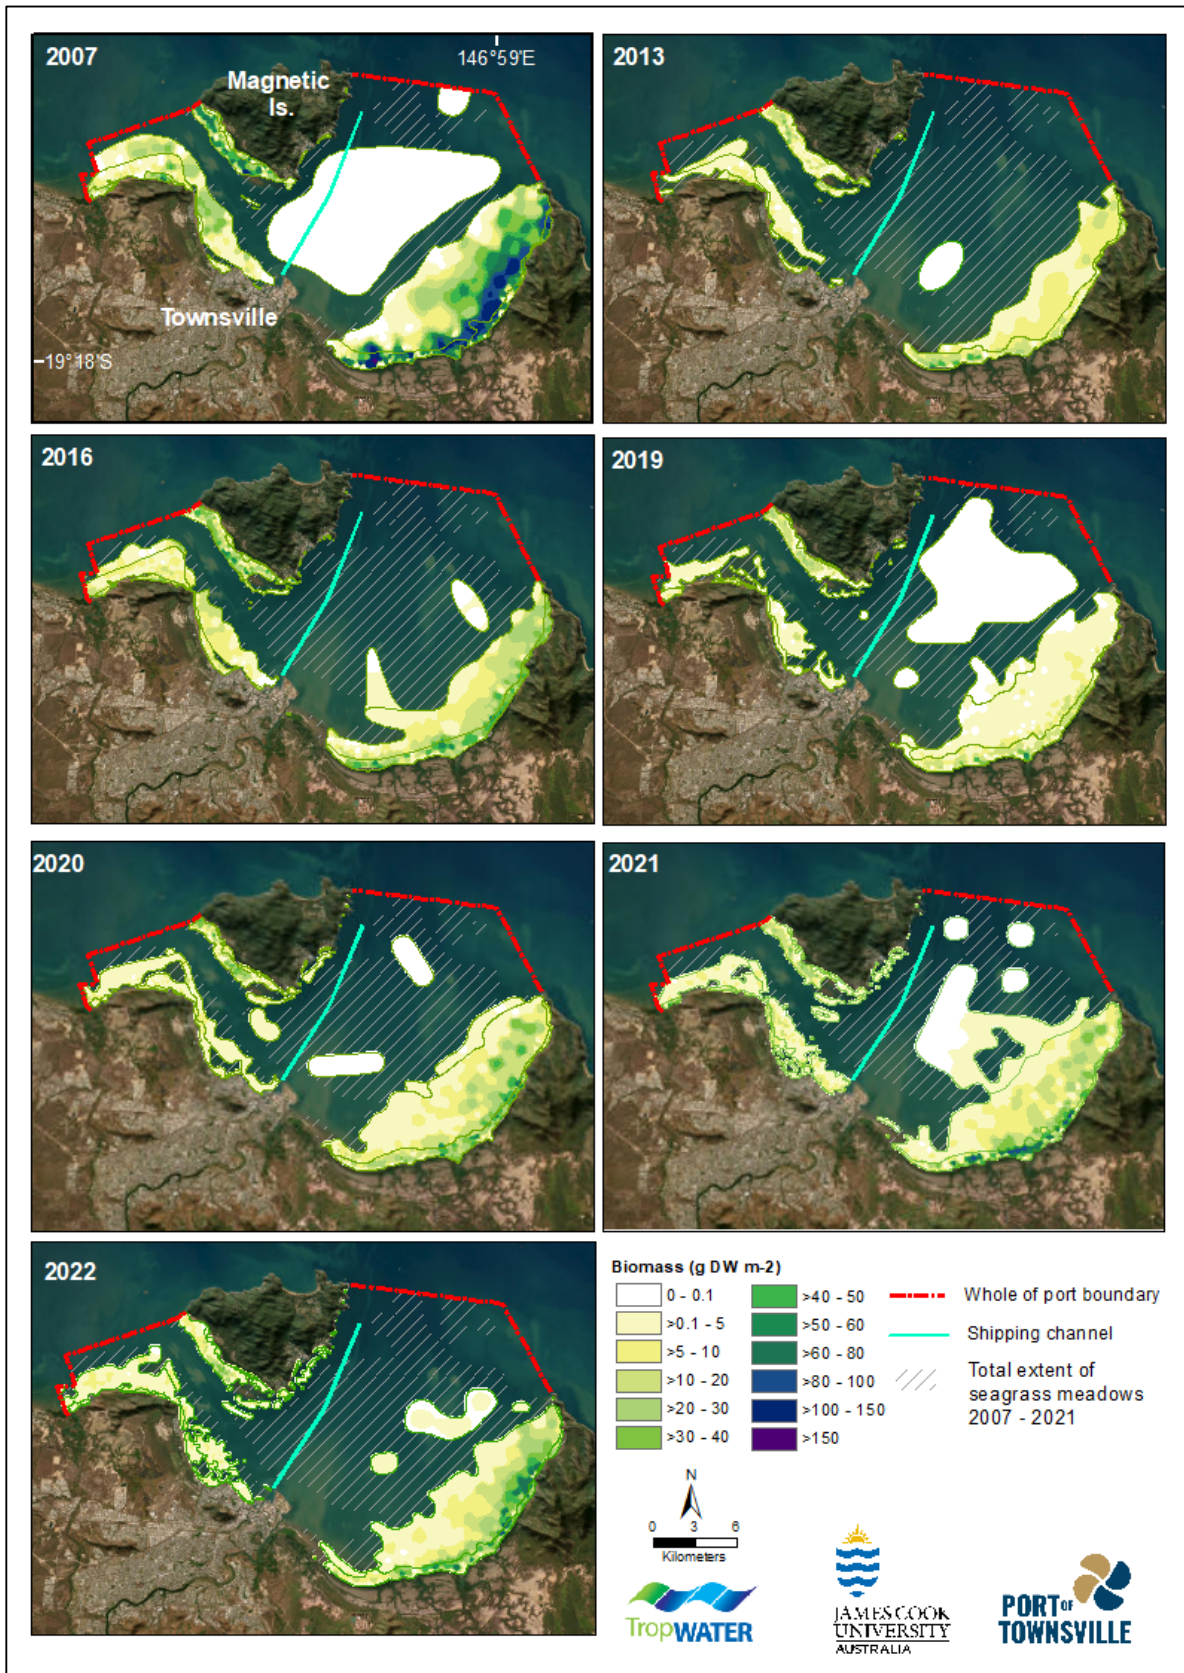 2007
146°59'E
Magnetic
Is.
Townsville
19°18'S
2013
2016
2019
2020
2021
2022
Biomass (g DW m-2)
0 - 0.1
>0.1 - 5
>5 - 10
>10 - 20
>20 - 30
>30 - 40
>40 - 50
>50 - 60
>60 - 80
>80 - 100
>100 - 150
>150
Whole of port boundary
Shipping channel
Total extent of
seagrass meadows
2007 - 2021
N
0 3 6
Kilometers
TropWATER
JAMES COOK
UNIVERSITY
AUSTRALIA
PORT OF
TOWNSVILLE